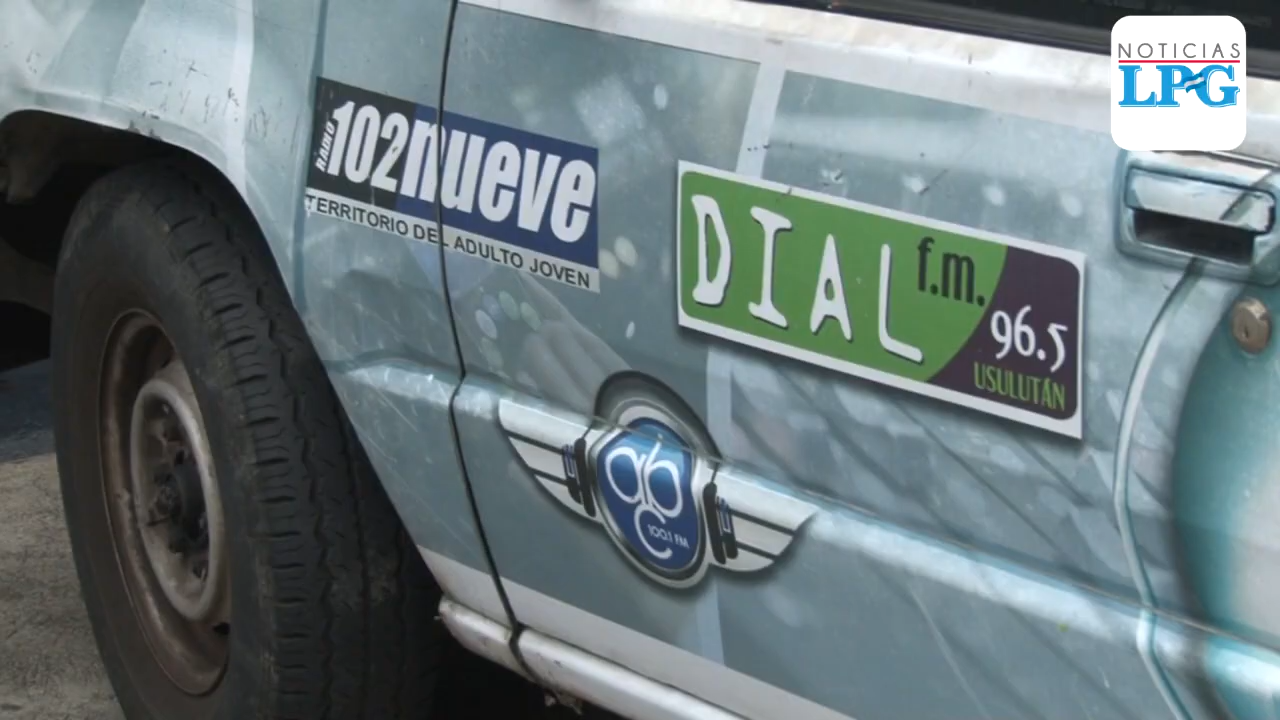 NOTICIAS
LPG
RADIO 102nueve
TERRITORIO DEL ADULTO JOVEN
DIAL f.m.
96.5
USULUTÁN
abc
100.1 FM